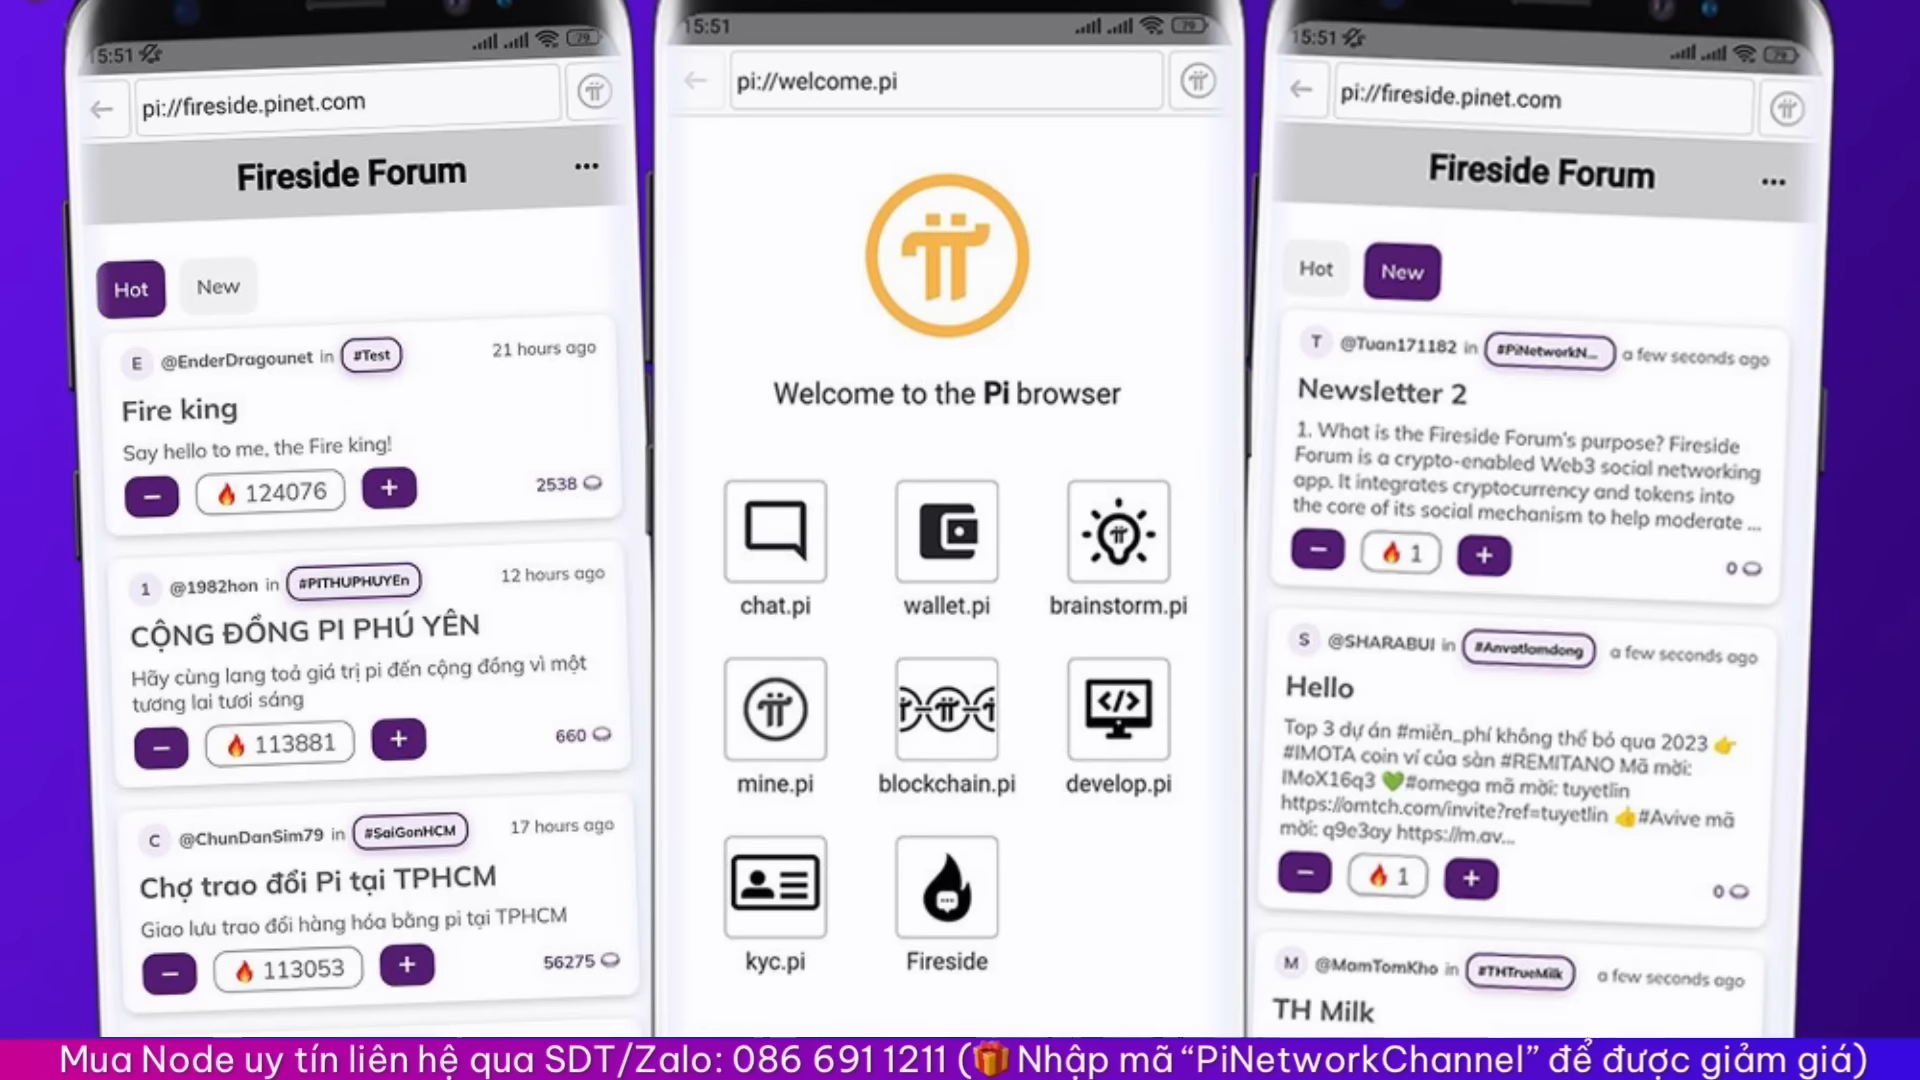 15:51
79
pi://fireside.pinet.com
Fireside Forum
...
Hot
New
E @EnderDragounet in #Test 21 hours ago
Fire king
Say hello to me, the Fire king!
− 🔥 124076 + 2538
1 @1982hon in #PITHUPHUYEn 12 hours ago
CỘNG ĐỒNG PI PHÚ YÊN
Hãy cùng lang toả giá trị pi đến cộng đồng vì một
tương lai tươi sáng
− 🔥 113881 + 660
C @ChunDanSim79 in #SaiGonHCM 17 hours ago
Chợ trao đổi Pi tại TPHCM
Giao lưu trao đổi hàng hóa bằng pi tại TPHCM
− 🔥 113053 + 56275
15:51
79
pi://welcome.pi
Welcome to the Pi browser
chat.pi
wallet.pi
brainstorm.pi
mine.pi
blockchain.pi
develop.pi
kyc.pi
Fireside
15:51
79
pi://fireside.pinet.com
Fireside Forum
...
Hot
New
T @Tuan171182 in #PiNetworkN... a few seconds ago
Newsletter 2
1. What is the Fireside Forum's purpose? Fireside
Forum is a crypto-enabled Web3 social networking
app. It integrates cryptocurrency and tokens into
the core of its social mechanism to help moderate ...
− 🔥 1 + 0
S @SHARABUI in #Anvatlamdong a few seconds ago
Hello
Top 3 dự án #miễn_phí không thể bỏ qua 2023 👉
#IMOTA coin ví của sàn #REMITANO Mã mời:
IMoX16q3 💚#omega mã mời: tuyetlin
https://omtch.com/invite?ref=tuyetlin 👍#Avive mã
mời: q9e3ay https://m.av...
− 🔥 1 + 0
M @MamTomKho in #THTrueMilk a few seconds ago
TH Milk
Mua Node uy tín liên hệ qua SDT/Zalo: 086 691 1211 (🎁 Nhập mã “PiNetworkChannel” để được giảm giá)